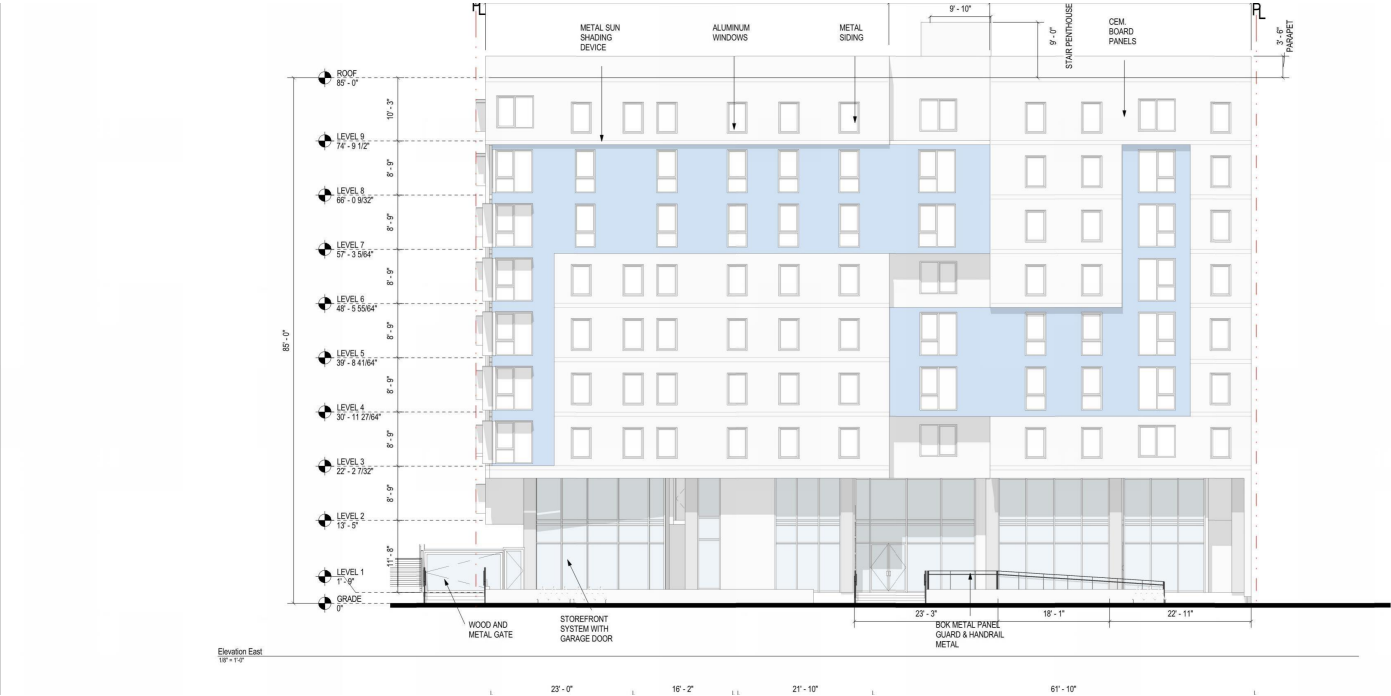 PL
PL
9' - 10"
METAL SUN
SHADING
DEVICE
ALUMINUM
WINDOWS
METAL
SIDING
9' - 0"
STAIR PENTHOUSE
CEM.
BOARD
PANELS
3' - 6"
PARAPET
ROOF
85' - 0"
10' - 3"
LEVEL 9
74' - 9 1/2"
8' - 9"
LEVEL 8
66' - 0 9/32"
8' - 9"
LEVEL 7
57' - 3 5/64"
8' - 9"
LEVEL 6
48' - 5 55/64"
85' - 0"
8' - 9"
LEVEL 5
39' - 8 41/64"
8' - 9"
LEVEL 4
30' - 11 27/64"
8' - 9"
LEVEL 3
22' - 2 7/32"
8' - 9"
LEVEL 2
13' - 5"
11' - 8"
LEVEL 1
1' - 9"
GRADE
0"
WOOD AND
METAL GATE
STOREFRONT
SYSTEM WITH
GARAGE DOOR
23' - 3"
18' - 1"
22' - 11"
BOK METAL PANEL
GUARD & HANDRAIL
METAL
Elevation East
1/8" = 1'-0"
23' - 0"
16' - 2"
21' - 10"
61' - 10"